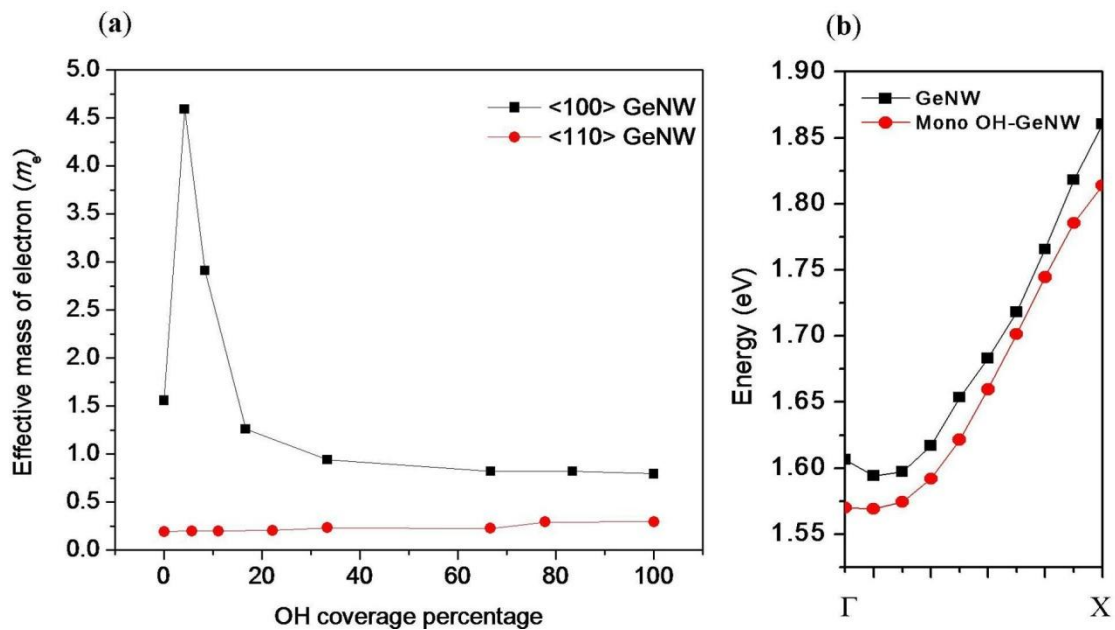 (a)
5.0
4.5
4.0
3.5
3.0
2.5
2.0
1.5
1.0
0.5
0.0
Effective mass of electron (mₑ)
<100> GeNW
<110> GeNW
0 20 40 60 80 100
OH coverage percentage
(b)
1.90
1.85
1.80
1.75
1.70
1.65
1.60
1.55
Energy (eV)
GeNW
Mono OH-GeNW
Γ X